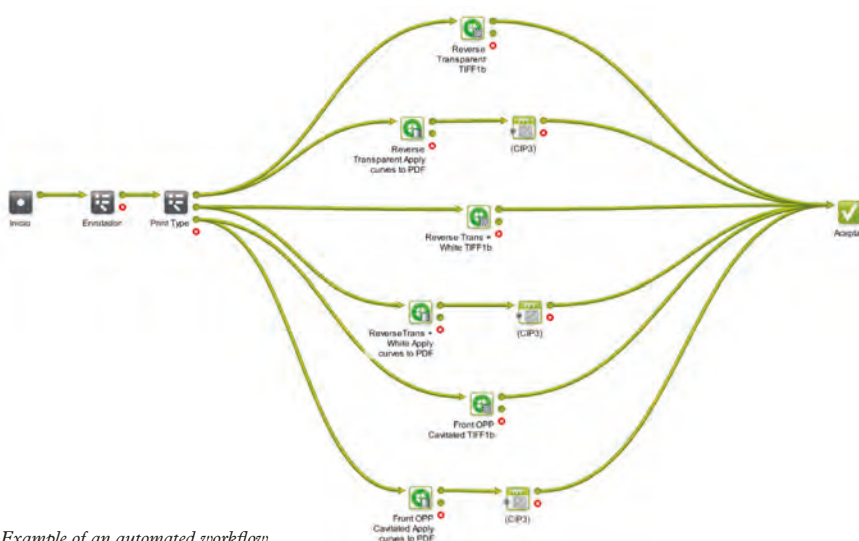 Reverse
Transparent
TIFF1b
Reverse
Transparent Apply
curves to PDF
(CIP3)
Inicio
Print Type
Acepta
Reverse Trans +
White TIFF1b
ReverseTrans +
White Apply
curves to PDF
(CIP3)
Front OPP
Cavitated TIFF1b
Front OPP
Cavitated Apply
curves to PDF
(CIP3)
Example of an automated workflow